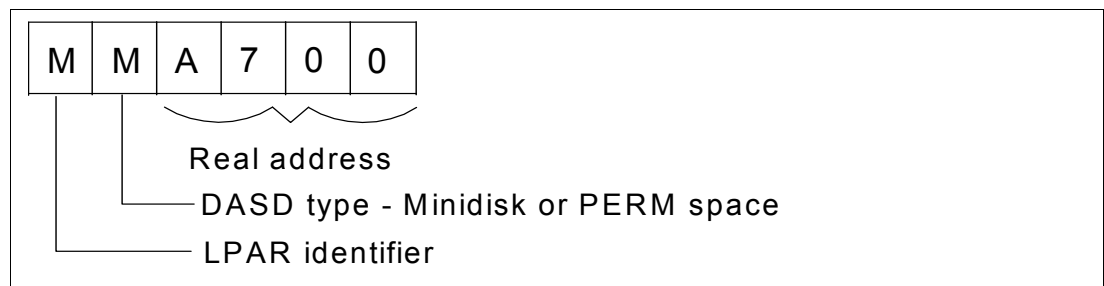 M M A 7 0 0
Real address
DASD type - Minidisk or PERM space
LPAR identifier